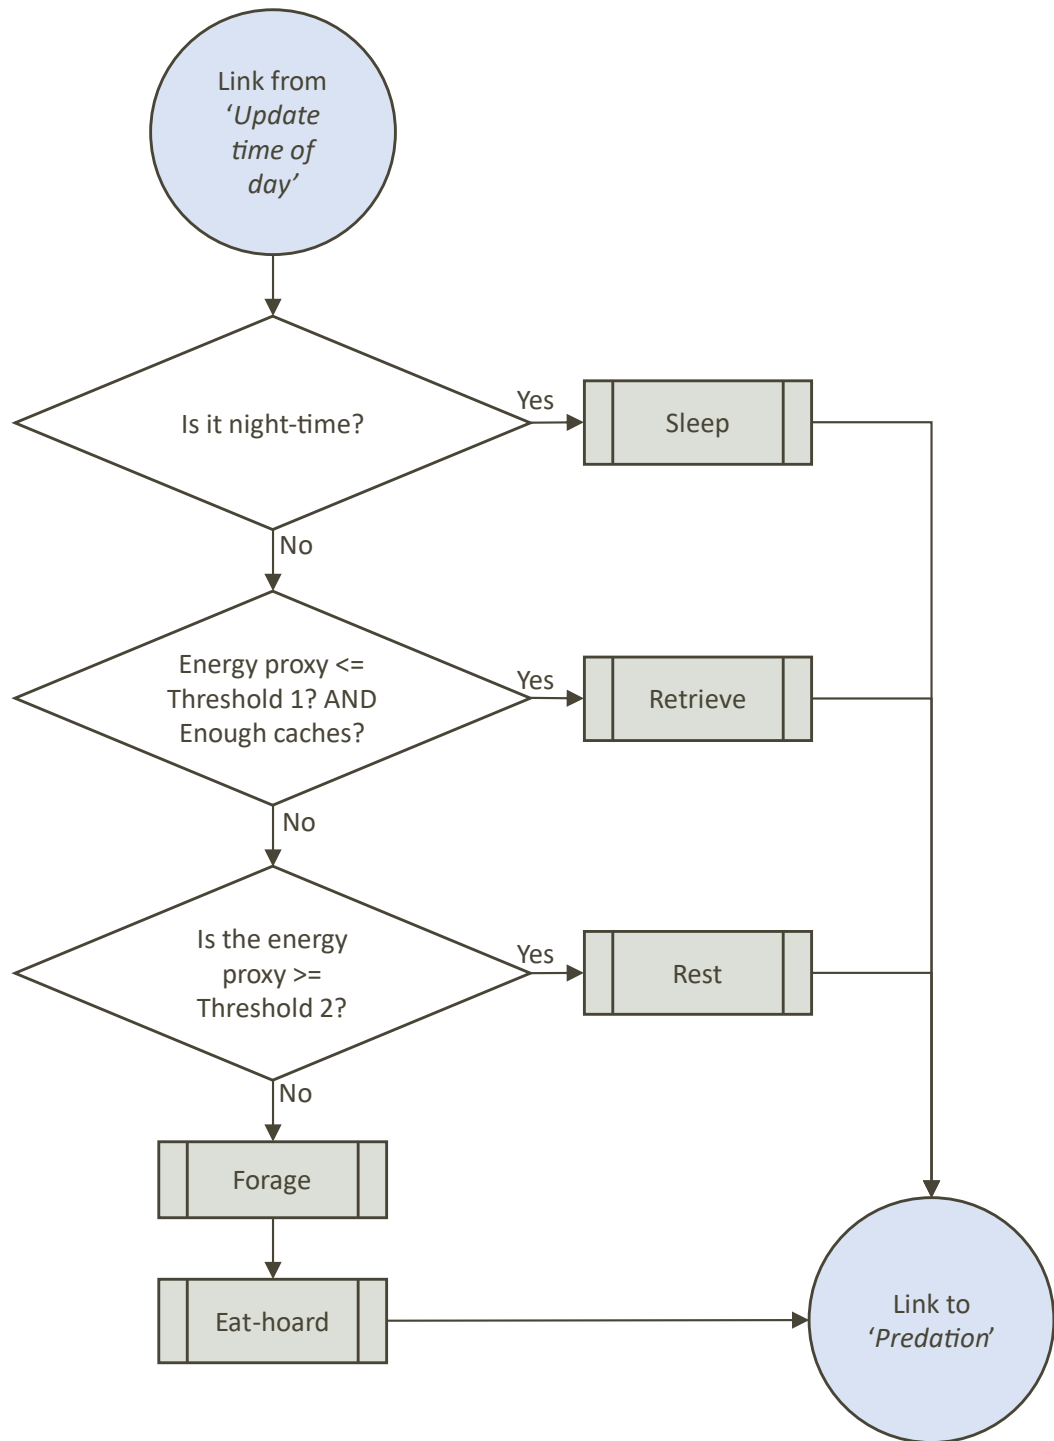 Link from
‘Update
time of
day’
Is it night-time?
Yes
Sleep
No
Energy proxy <=
Threshold 1? AND
Enough caches?
Yes
Retrieve
No
Is the energy
proxy >=
Threshold 2?
Yes
Rest
No
Forage
Eat-hoard
Link to
‘Predation’